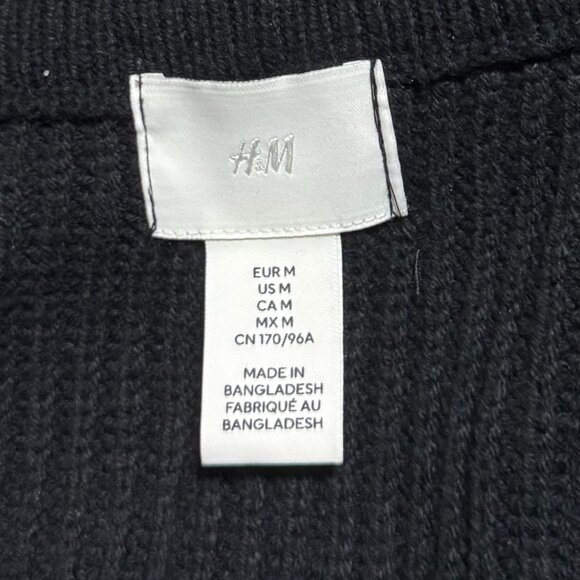 H&M
EUR M
US M
CA M
MX M
CN 170/96A
MADE IN
BANGLADESH
FABRIQUÉ AU
BANGLADESH